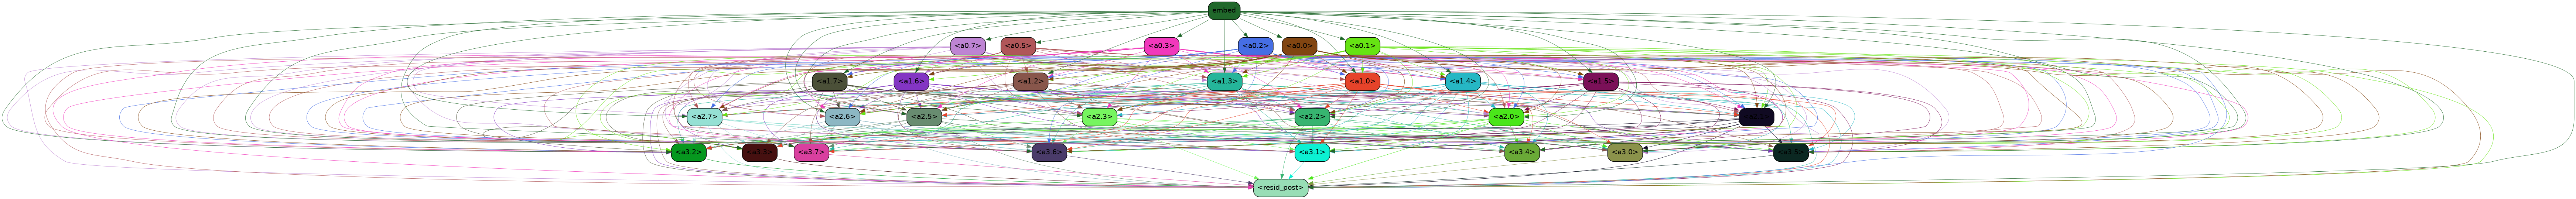 embed
<a0.7> <a0.5> <a0.3> <a0.2> <a0.0> <a0.1>
<a1.7> <a1.6> <a1.2> <a1.3> <a1.0> <a1.4> <a1.5>
<a2.7> <a2.6> <a2.5> <a2.3> <a2.2> <a2.0>
<a3.2> <a3.7> <a3.6> <a3.1> <a3.4> <a3.0>
<resid_post>